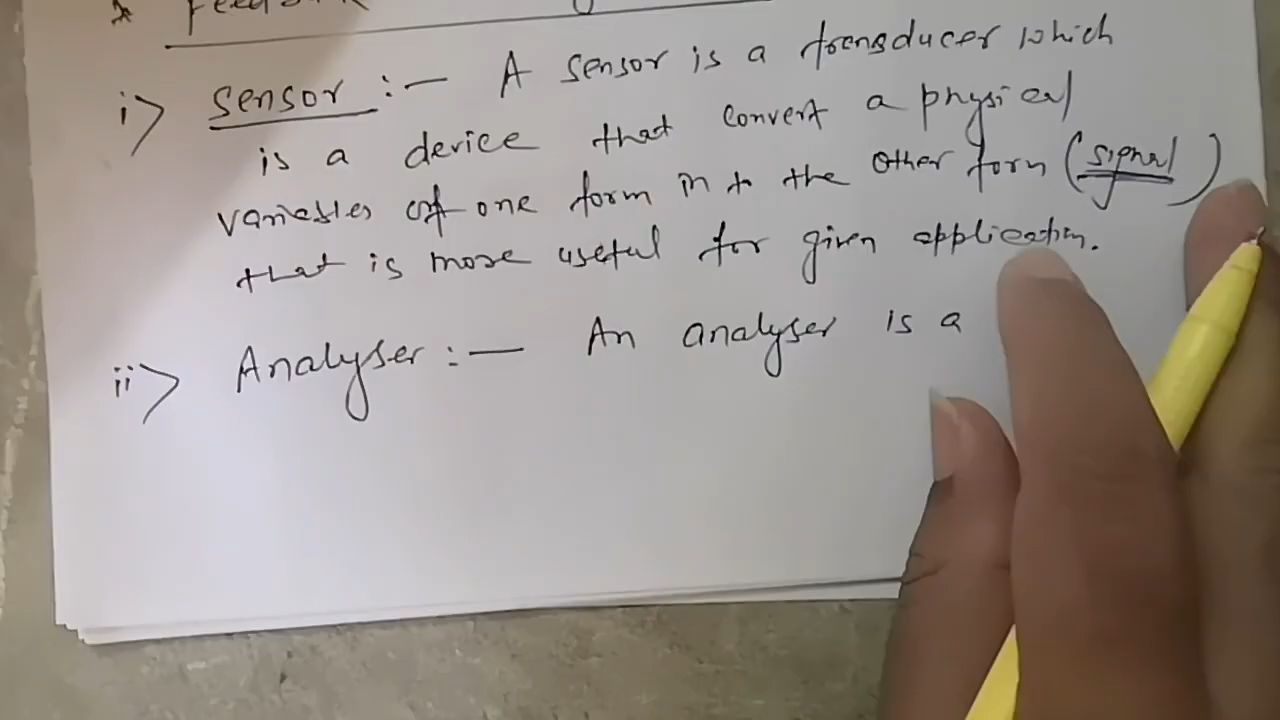 i> Sensor :— A sensor is a transducer which
is a device that convert a physical
variables of one form in to the other form (signal)
that is more useful for given application.
ii> Analyser :— An analyser is a